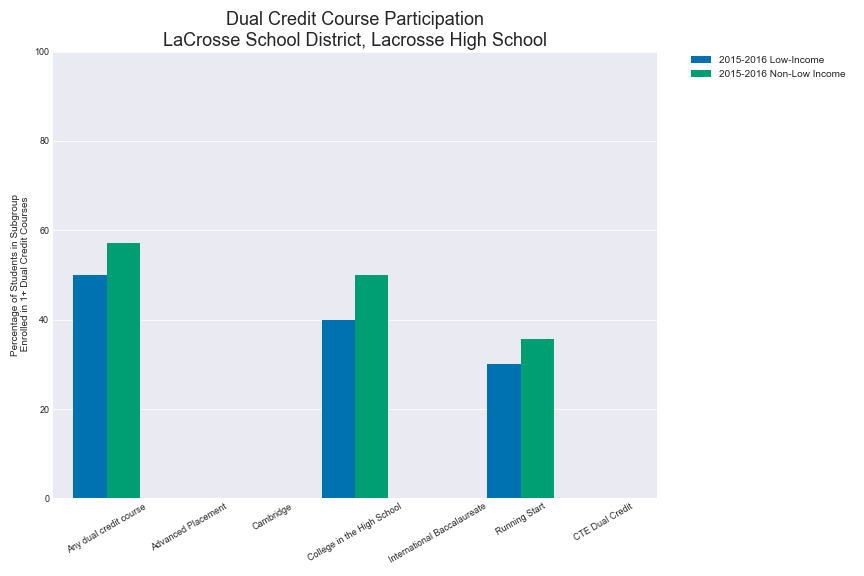 Dual Credit Course Participation
LaCrosse School District, Lacrosse High School
2015-2016 Low-Income
2015-2016 Non-Low Income
Percentage of Students in Subgroup
Enrolled in 1+ Dual Credit Courses
100
80
60
40
20
0
Any dual credit course
Advanced Placement
Cambridge
College in the High School
International Baccalaureate
Running Start
CTE Dual Credit